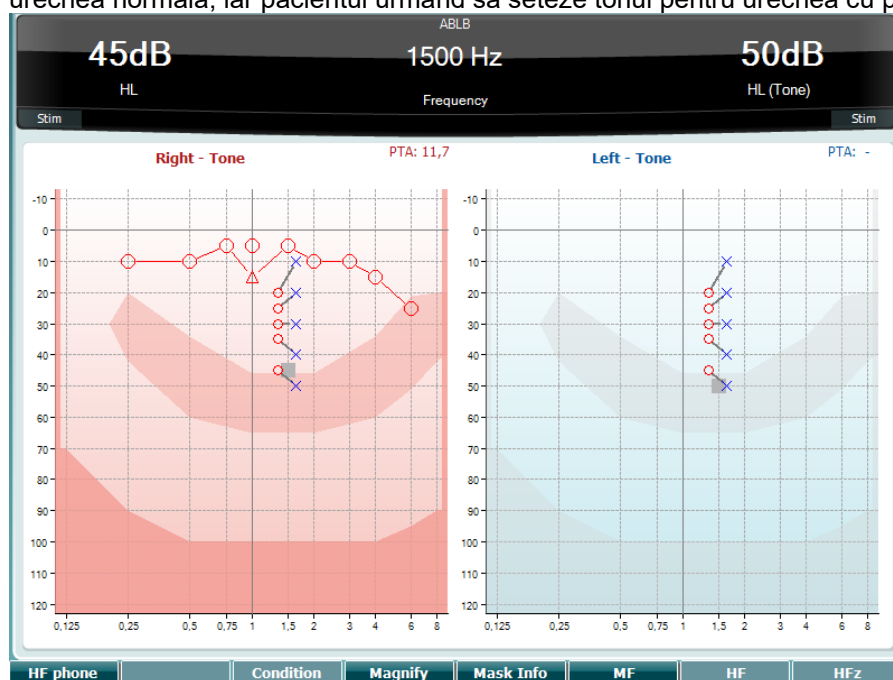 urechea normală, iar pacientul urmând să seteze tonul pentru urechea cu p
ABLB
45dB 1500 Hz 50dB
HL HL (Tone)
Frequency
Stim Stim
Right - Tone PTA: 11,7 Left - Tone PTA: -
-10 -10
0 0
10 10
20 20
30 30
40 40
50 50
60 60
70 70
80 80
90 90
100 100
110 110
120 120
0,125 0,25 0,5 0,75 1 1,5 2 3 4 6 8 0,125 0,25 0,5 0,75 1 1,5 2 3 4 6 8
HF phone Condition Magnify Mask Info MF HF HFz